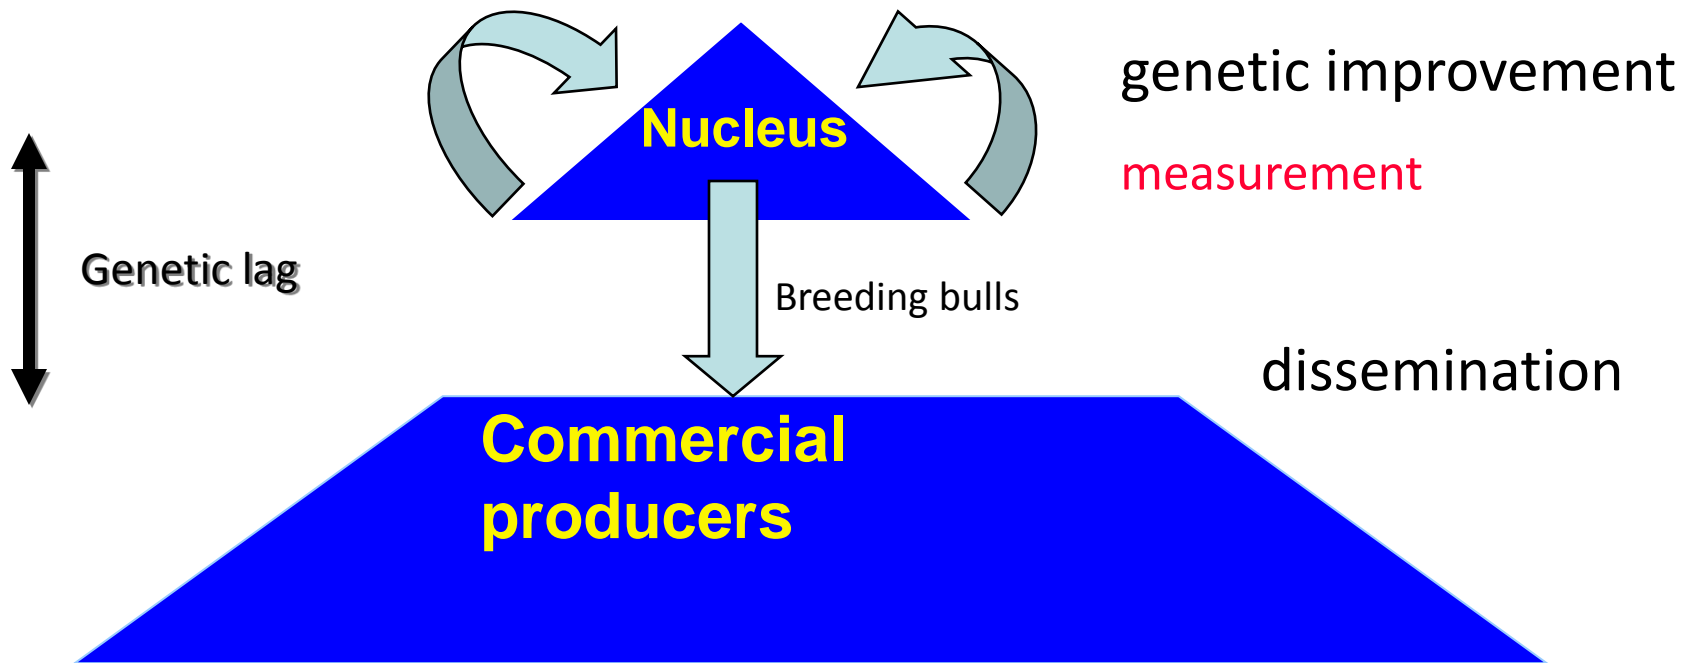 genetic improvement
Nucleus
measurement
Genetic lag
Breeding bulls
dissemination
Commercial
producers